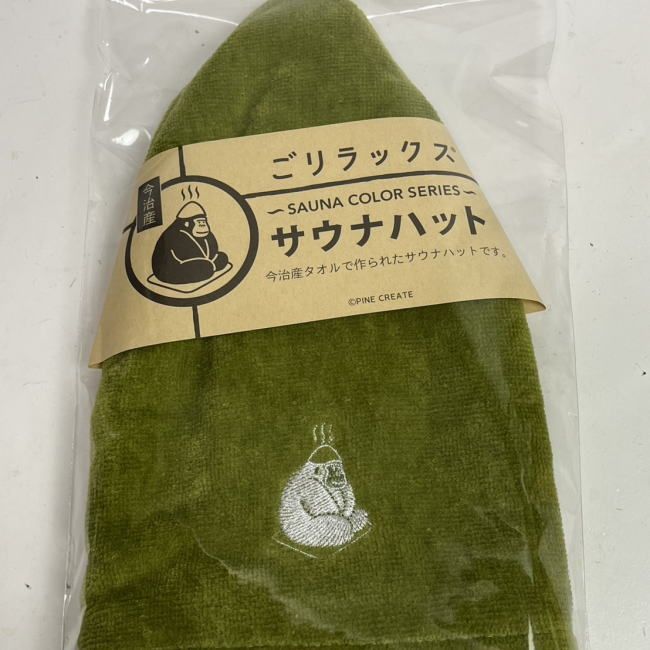 ごリラックス
今治産
〜SAUNA COLOR SERIES〜
サウナハット
今治産タオルで作られたサウナハットです。
©PINE CREATE